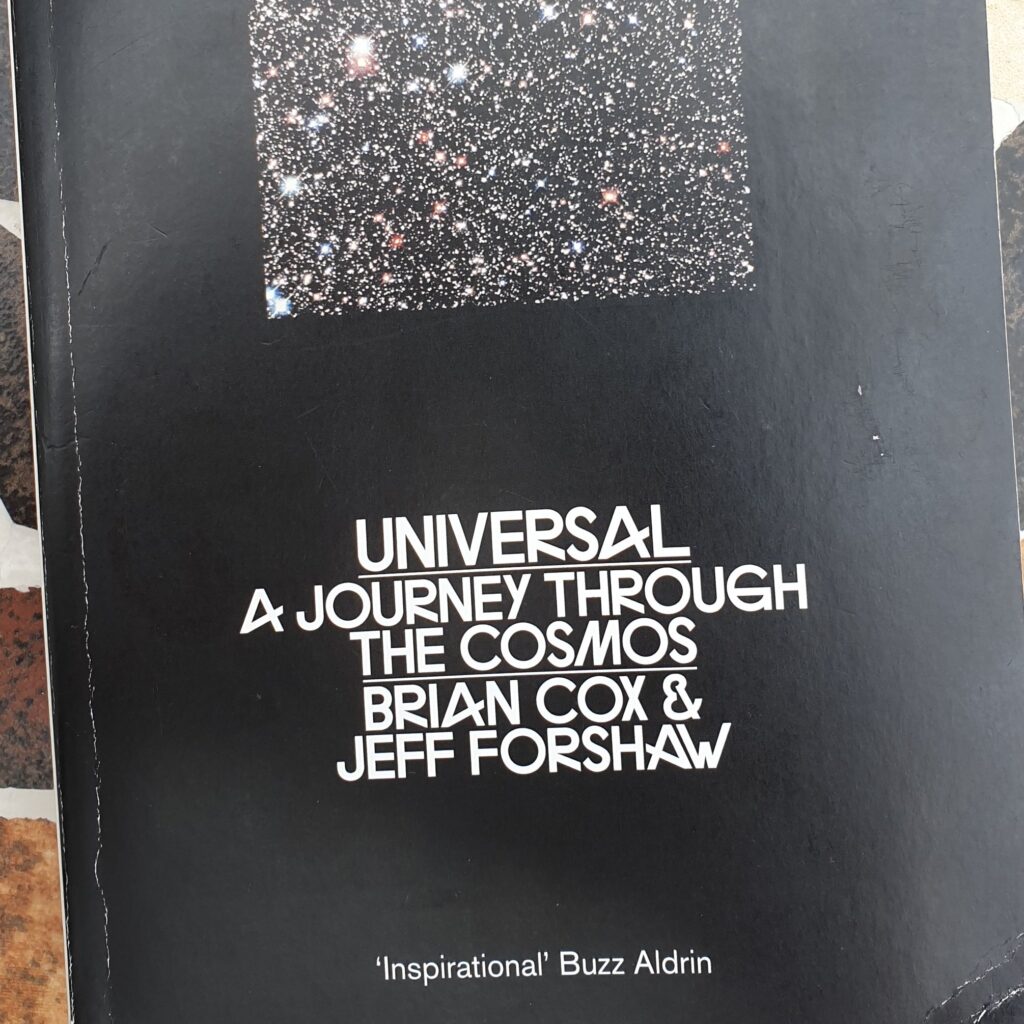 UNIVERSAL
A JOURNEY THROUGH
THE COSMOS
BRIAN COX &
JEFF FORSHAW
‘Inspirational’ Buzz Aldrin